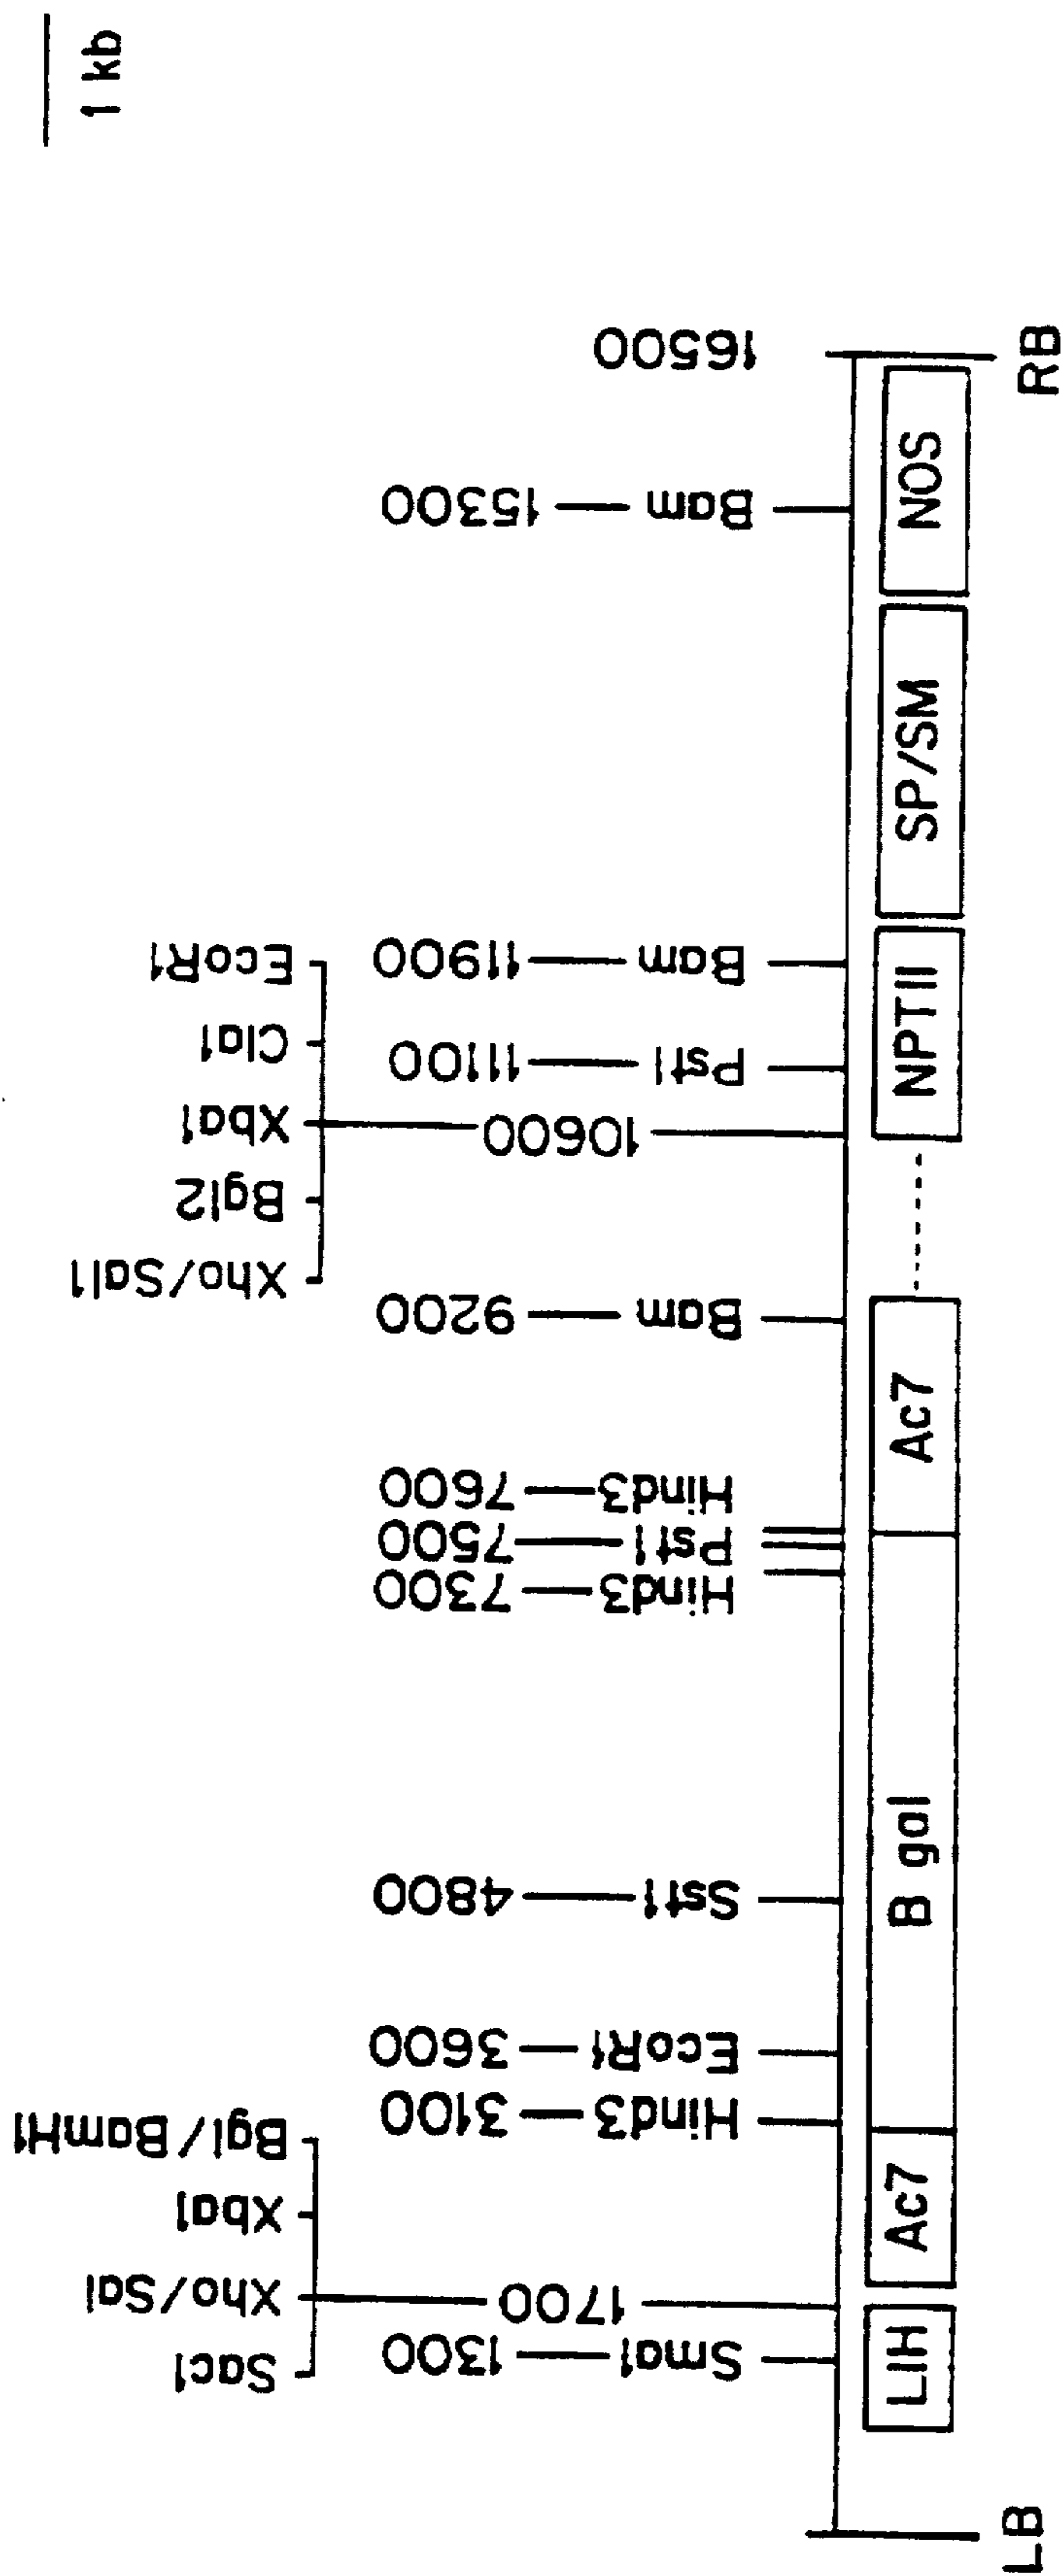 1 kb
Sac1
Xho/Sal
Xba1
Bgl/BamH1
Xho/Sal1
Bgl2
Xba1
Cla1
EcoR1
Sma1—1300
1700
Hind3—3100
EcoR1—3600
Sst1—4800
Hind3—7300
Pst1—7500
Hind3—7600
Bam—9200
10600
Pst1—11100
Bam—11900
Bam—15300
16500
LIH
Ac7
B gal
Ac7
NPTII
SP/SM
NOS
LB
RB